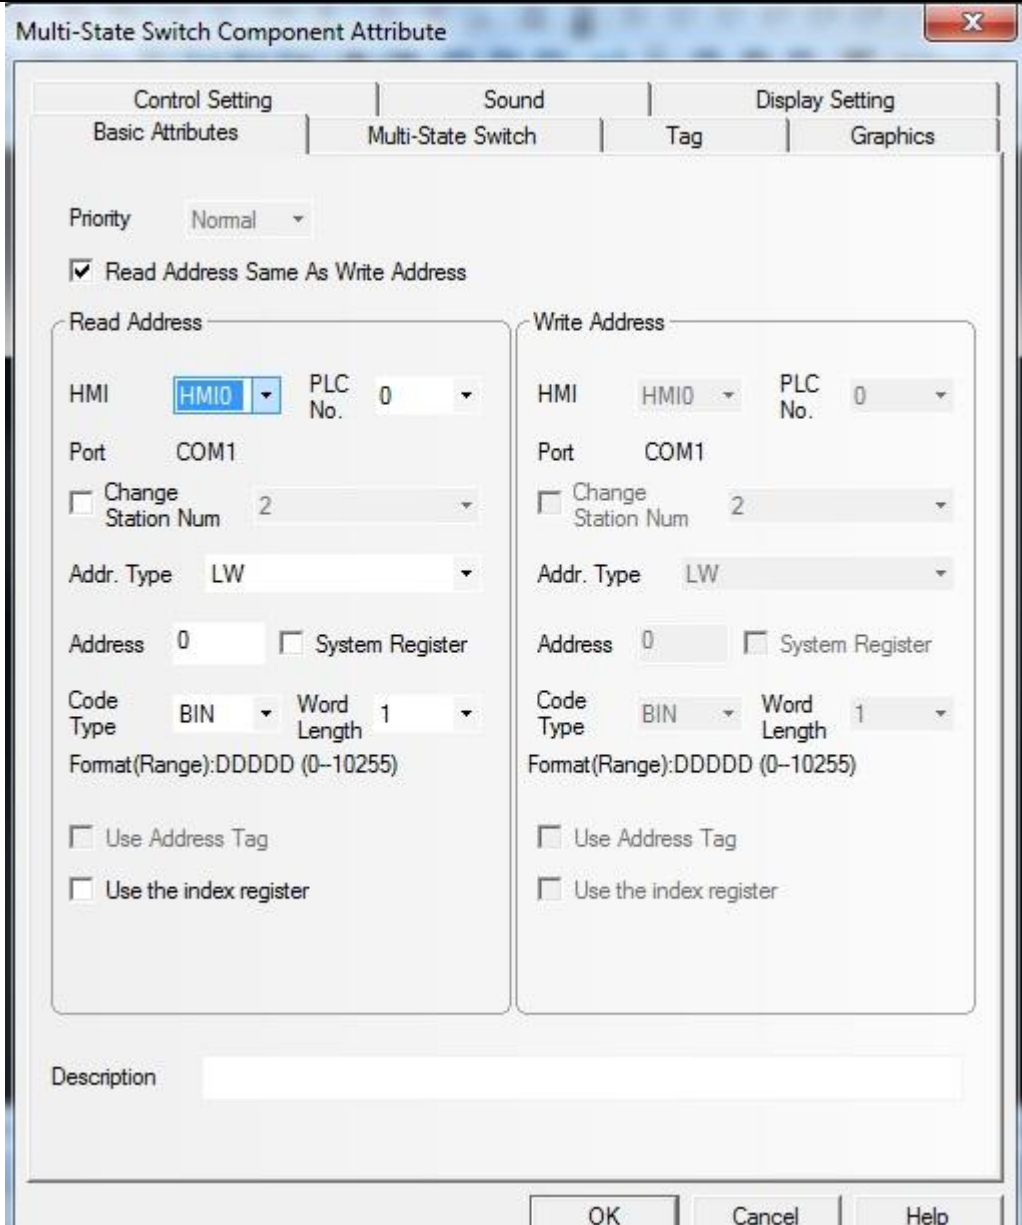 Multi-State Switch Component Attribute
Control Setting Sound Display Setting
Basic Attributes Multi-State Switch Tag Graphics
Priority Normal
Read Address Same As Write Address
Read Address
HMI HMI0 PLC No. 0
Port COM1
Change Station Num 2
Addr. Type LW
Address 0 System Register
Code Type BIN Word Length 1
Format(Range):DDDDD (0--10255)
Use Address Tag
Use the index register
Write Address
HMI HMI0 PLC No. 0
Port COM1
Change Station Num 2
Addr. Type LW
Address 0 System Register
Code Type BIN Word Length 1
Format(Range):DDDDD (0--10255)
Use Address Tag
Use the index register
Description
OK Cancel Help